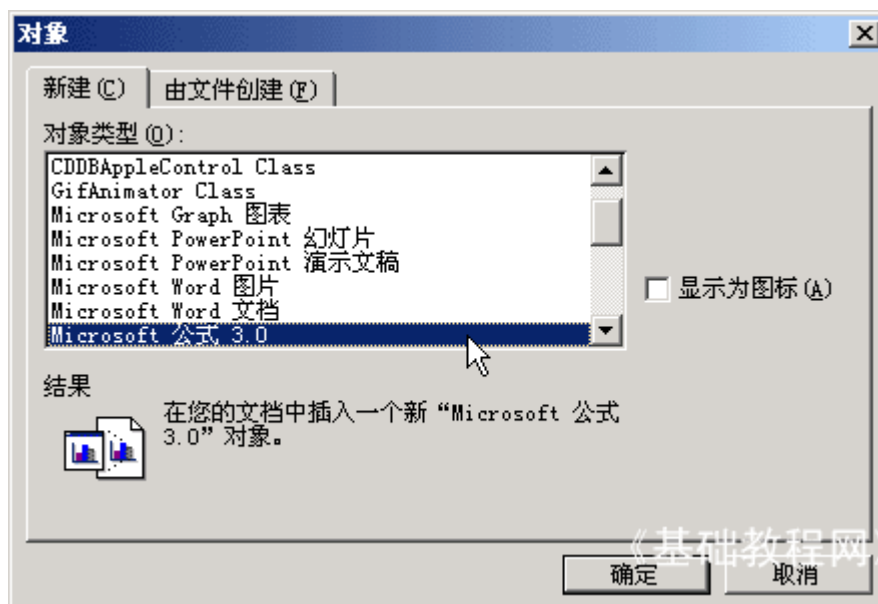 对象
新建(C) 由文件创建(F)
对象类型(O):
CDDBAppleControl Class
GifAnimator Class
Microsoft Graph 图表
Microsoft PowerPoint 幻灯片
Microsoft PowerPoint 演示文稿
Microsoft Word 图片
Microsoft Word 文档
Microsoft 公式 3.0
显示为图标(A)
结果
在您的文档中插入一个新“Microsoft 公式
3.0”对象。
《基础教程网》
确定 取消